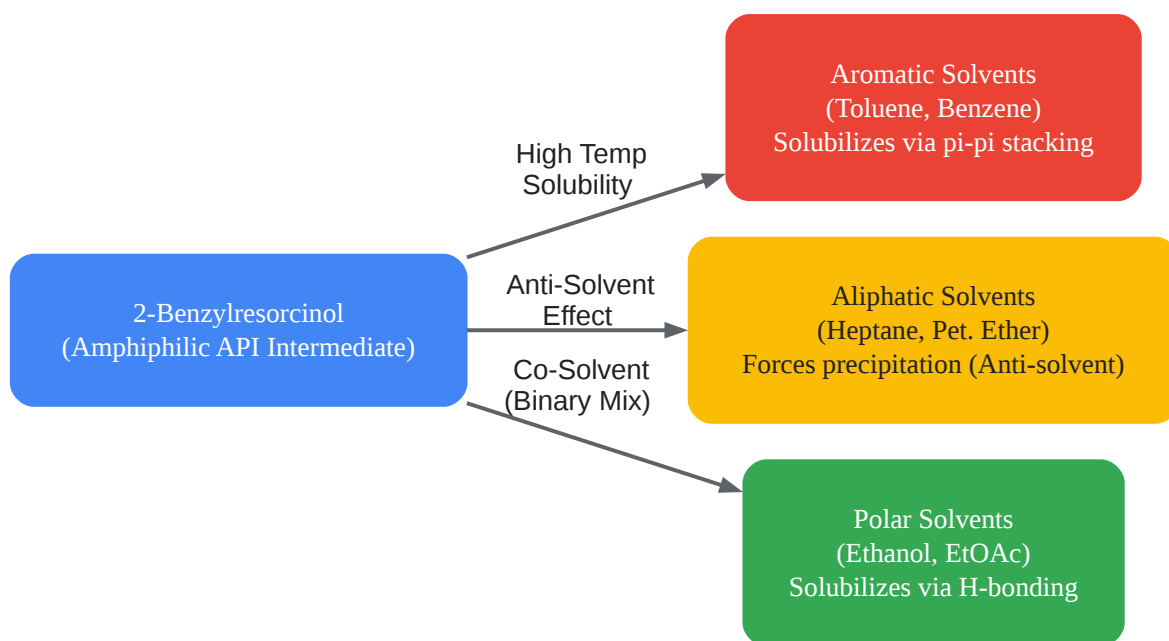 Aromatic Solvents
(Toluene, Benzene)
Solubilizes via pi-pi stacking
High Temp
Solubility
2-Benzylresorcinol
(Amphiphilic API Intermediate)
Anti-Solvent
Effect
Aliphatic Solvents
(Heptane, Pet. Ether)
Forces precipitation (Anti-solvent)
Co-Solvent
(Binary Mix)
Polar Solvents
(Ethanol, EtOAc)
Solubilizes via H-bonding